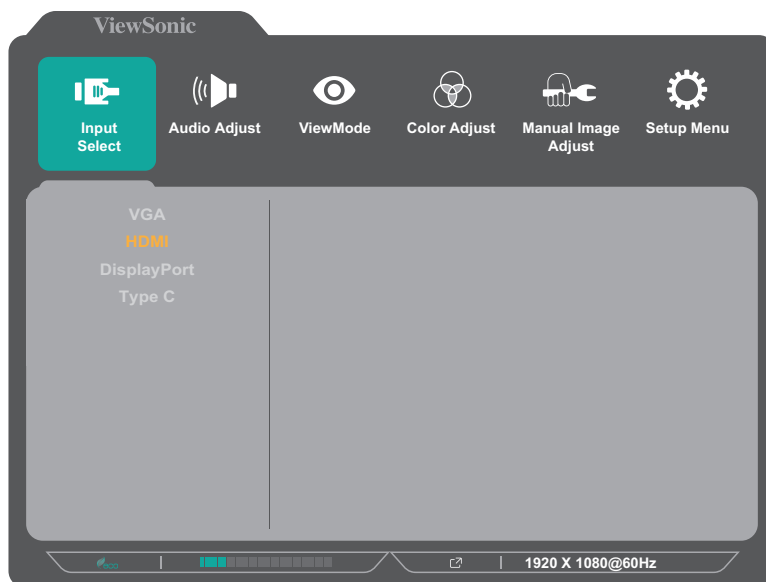 ViewSonic
Input Select
Audio Adjust
ViewMode
Color Adjust
Manual Image Adjust
Setup Menu
VGA
HDMI
DisplayPort
Type C
eco
1920 X 1080@60Hz